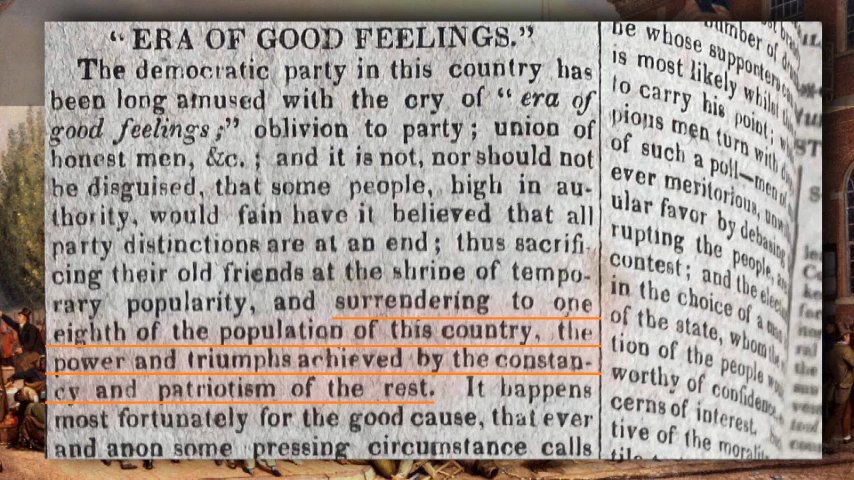 “ ERA OF GOOD FEELINGS.”
The democratic party in this country has
been long amused with the cry of “ era of
good feelings;” oblivion to party ; union of
honest men, &c. ; and it is not, nor should not
be disguised, that some people, high in au-
thority, would fain have it believed that all
party distinctions are at an end ; thus sacrifi-
cing their old friends at the shrine of tempo-
rary popularity, and surrendering to one
eighth of the population of this country, the
power and triumphs achieved by the constan-
cy and patriotism of the rest. It happens
most fortunately for the good cause, that ever
and anon some pressing circumstance calls
number of
he whose supporters
is most likely whilst
to carry his point;
pious men turn with
of such a poll—men of
ever meritorious,
ular favor by debasing
rupting the people,
contest; and the
in the choice of a
of the state, whom
tion of the people
worthy of
cerns of interest.
tive of the